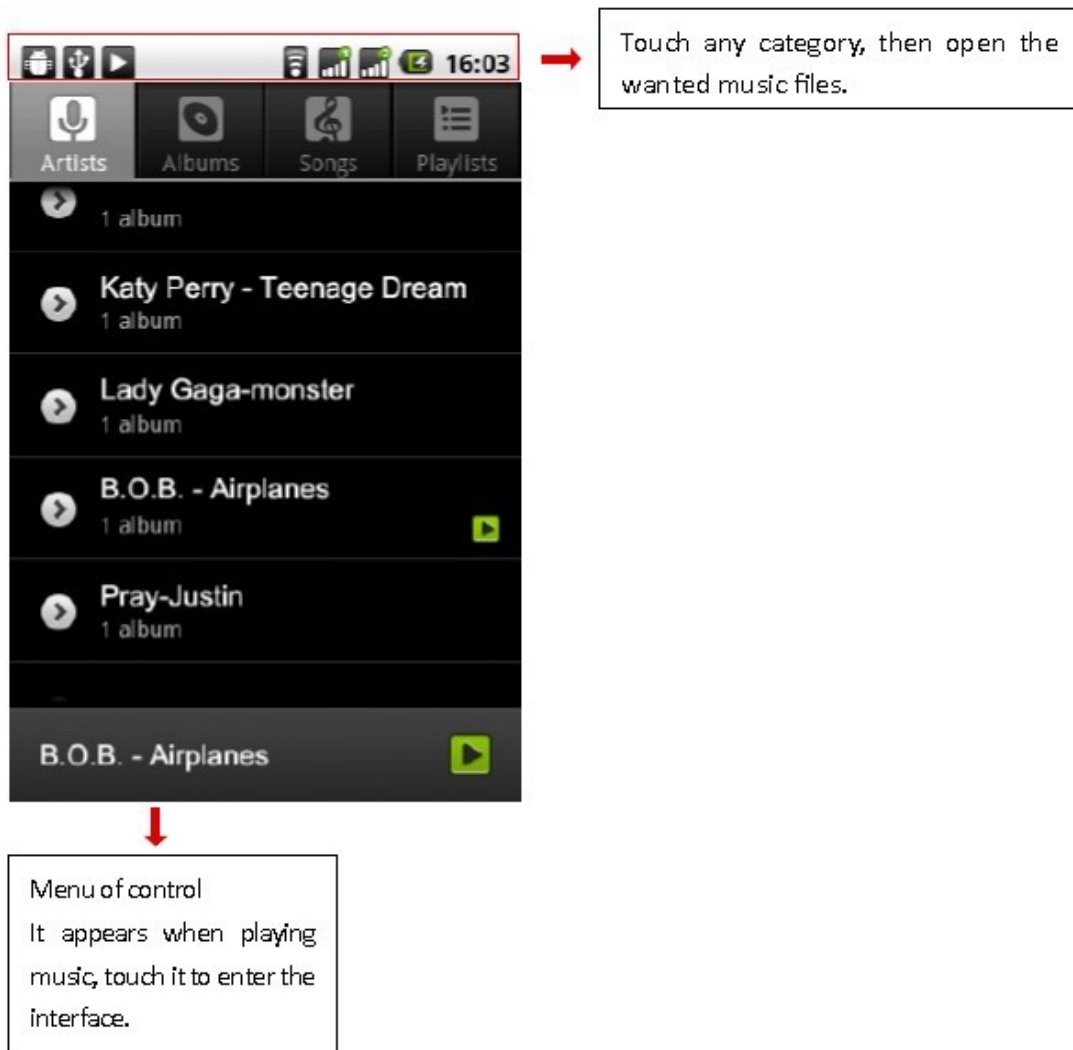 16:03
Touch any category, then open the
wanted music files.
Artists Albums Songs Playlists
1 album
Katy Perry - Teenage Dream
1 album
Lady Gaga-monster
1 album
B.O.B. - Airplanes
1 album
Pray-Justin
1 album
B.O.B. - Airplanes
Menu of control
It appears when playing
music, touch it to enter the
interface.